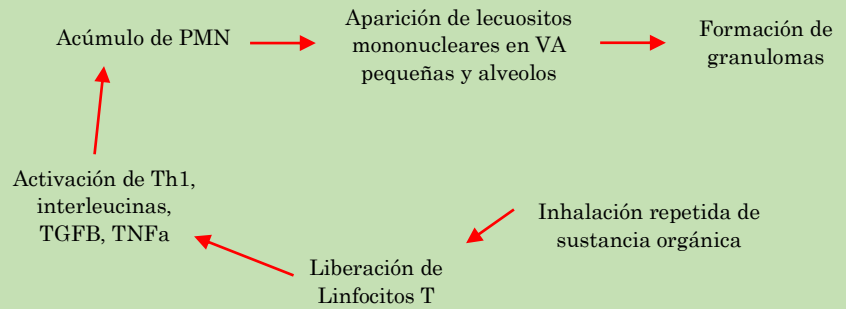 Acúmulo de PMN
Aparición de lecuositos
mononucleares en VA
pequeñas y alveolos
Formación de
granulomas
Activación de Th1,
interleucinas,
TGFB, TNFa
Inhalación repetida de
sustancia orgánica
Liberación de
Linfocitos T